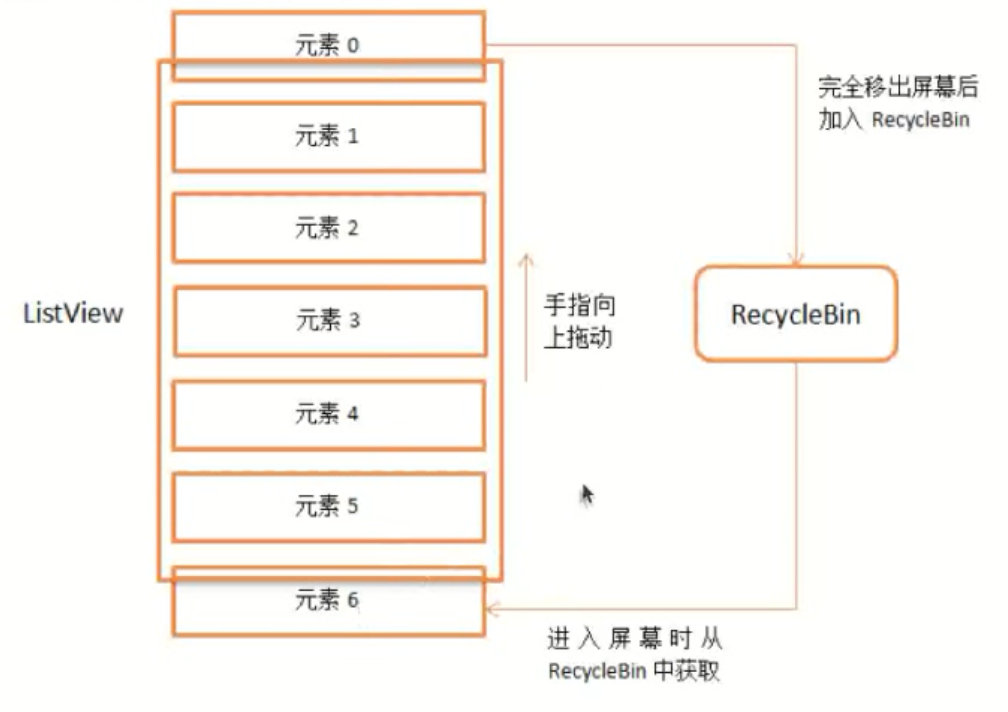 元素 0
完全移出屏幕后
加入 RecycleBin
元素 1
元素 2
ListView
元素 3
手指向
上拖动
RecycleBin
元素 4
元素 5
元素 6
进入屏幕时从
RecycleBin 中获取